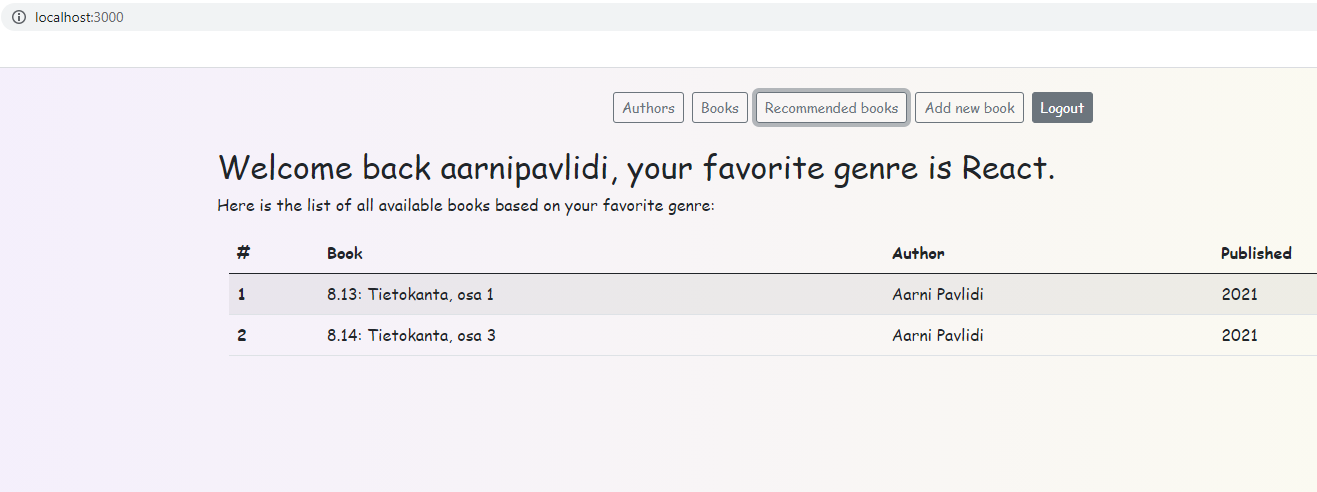 localhost:3000
Authors Books Recommended books Add new book Logout
Welcome back aarnipavlidi, your favorite genre is React.
Here is the list of all available books based on your favorite genre:
# Book Author Published
1 8.13: Tietokanta, osa 1 Aarni Pavlidi 2021
2 8.14: Tietokanta, osa 3 Aarni Pavlidi 2021